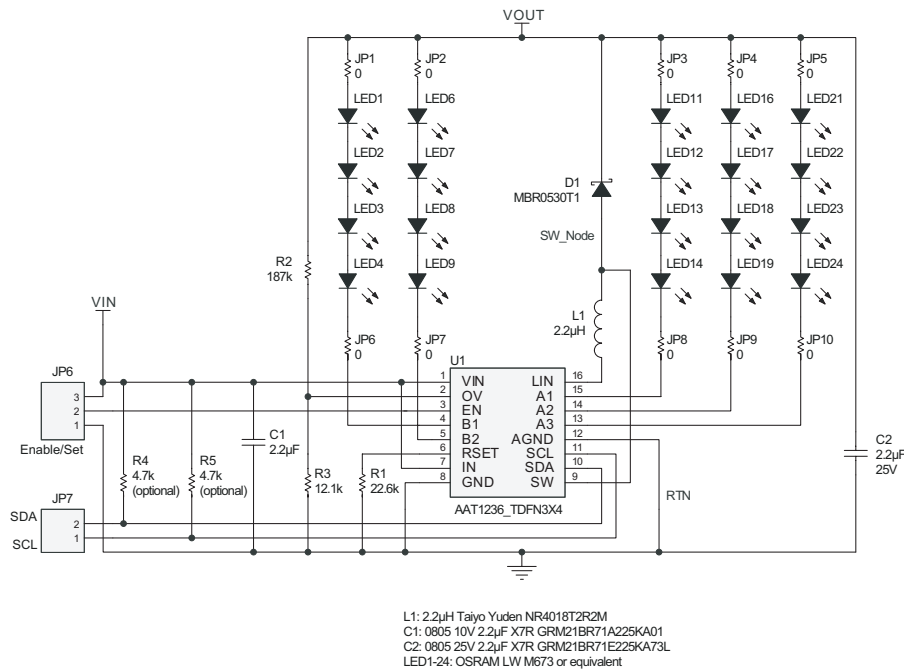 VOUT
JP1
0
JP2
0
JP3
0
JP4
0
JP5
0
LED1
LED6
LED11
LED16
LED21
LED2
LED7
LED12
LED17
LED22
D1
MBR0530T1
LED3
LED8
LED13
LED18
LED23
SW_Node
R2
187k
LED4
LED9
LED14
LED19
LED24
VIN
L1
2.2µH
JP6
0
JP7
0
JP8
0
JP9
0
JP10
0
U1
JP6
3
2
1
Enable/Set
1 VIN LIN 16
2 OV A1 15
3 EN A2 14
4 B1 A3 13
5 B2 AGND 12
6 RSET SCL 11
7 IN SDA 10
8 GND SW 9
AAT1236_TDFN3X4
C1
2.2µF
C2
2.2µF
25V
R4
4.7k
(optional)
R5
4.7k
(optional)
R3
12.1k
R1
22.6k
RTN
JP7
SDA 2
SCL 1
L1: 2.2µH Taiyo Yuden NR4018T2R2M
C1: 0805 10V 2.2µF X7R GRM21BR71A225KA01
C2: 0805 25V 2.2µF X7R GRM21BR71E225KA73L
LED1-24: OSRAM LW M673 or equivalent